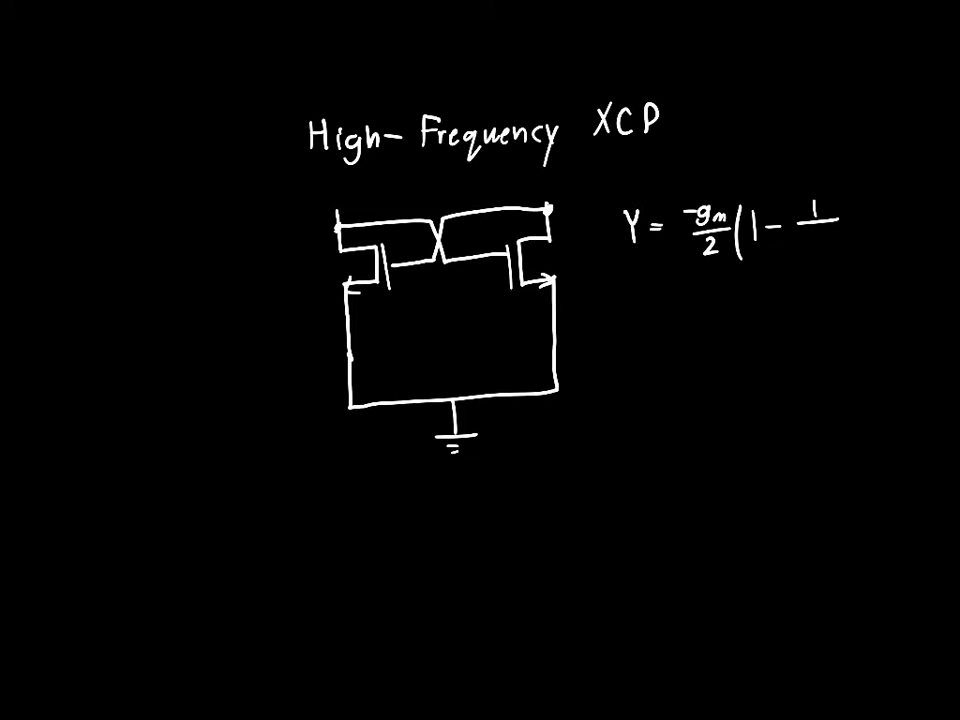 High-Frequency XCP
Y = -gm/2 (1 - 1/